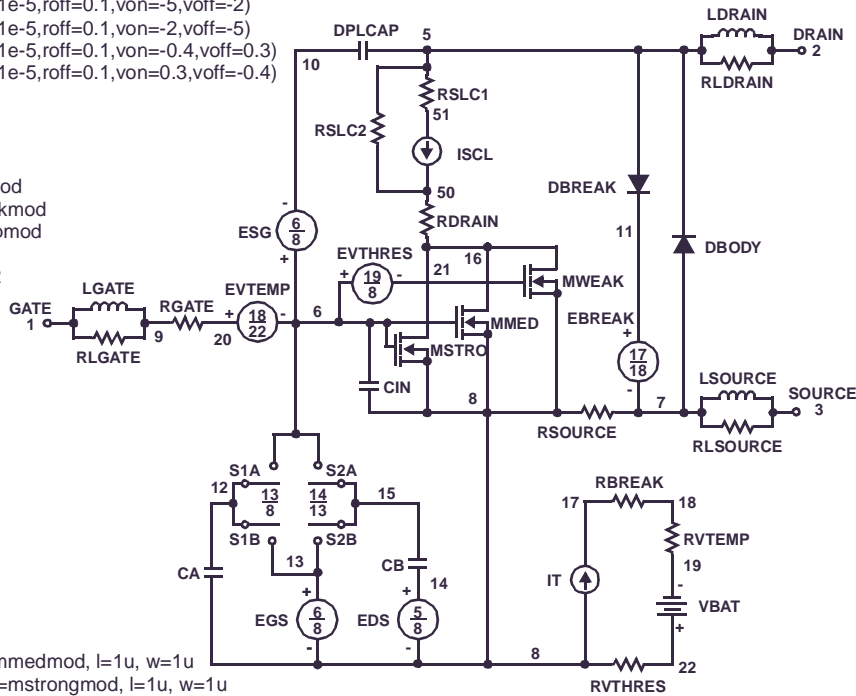 1e-5,roff=0.1,von=-5,voff=-2)
1e-5,roff=0.1,von=-2,voff=-5)
1e-5,roff=0.1,von=-0.4,voff=0.3)
1e-5,roff=0.1,von=0.3,voff=-0.4)
LDRAIN
DPLCAP
5
DRAIN
2
10
RLDRAIN
RSLC1
51
RSLC2
ISCL
od
kmod
omod
50
DBREAK
-
RDRAIN
ESG
6
8
+
11
DBODY
EVTHRES
16
+
19
8
-
21
MWEAK
LGATE
EVTEMP
GATE
1
RGATE
+
18
22
-
6
MMED
EBREAK
+
17
18
-
9
20
MSTRO
RLGATE
CIN
LSOURCE
8
7
SOURCE
3
RSOURCE
RLSOURCE
S1A
S2A
12
13
8
14
13
15
RBREAK
17
18
S1B
S2B
RVTEMP
13
CB
19
CA
14
IT
-
+
+
VBAT
EGS
6
8
EDS
5
8
+
-
-
8
22
RVTHRES
mmedmod, l=1u, w=1u
=mstrongmod, l=1u, w=1u